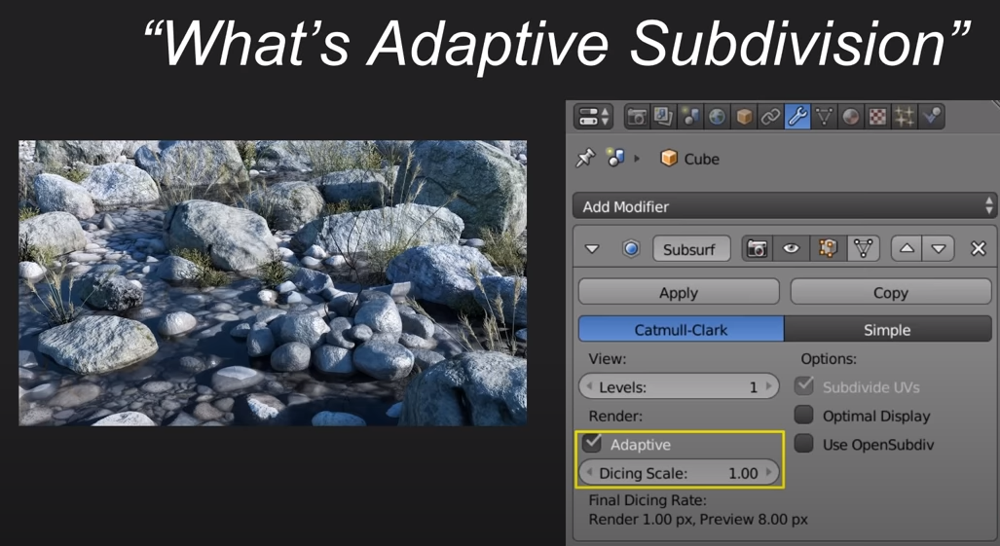 “What’s Adaptive Subdivision”
Cube
Add Modifier
Subsurf
Apply
Copy
Catmull-Clark
Simple
View:
Options:
Levels: 1
Subdivide UVs
Render:
Optimal Display
Adaptive
Use OpenSubdiv
Dicing Scale: 1.00
Final Dicing Rate:
Render 1.00 px, Preview 8.00 px